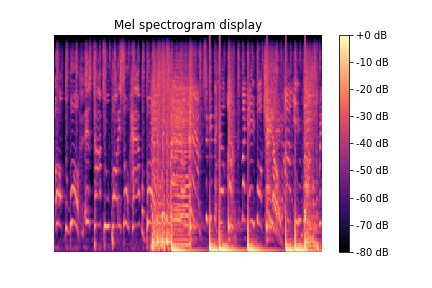 Mel spectrogram display
+0 dB
-10 dB
-20 dB
-30 dB
-40 dB
-50 dB
-60 dB
-70 dB
-80 dB